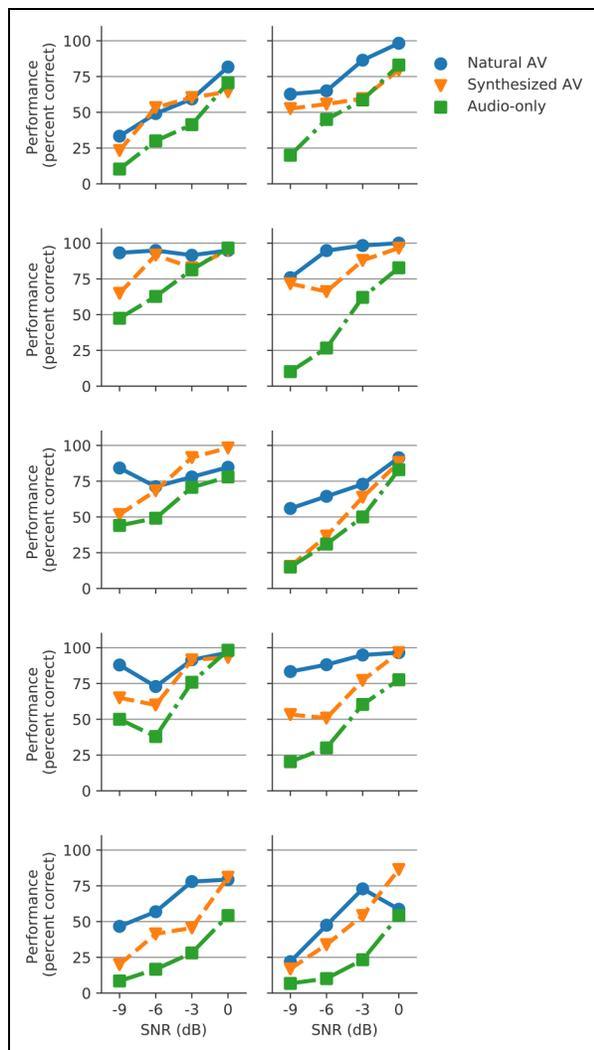 Performance
(percent correct)
100
75
50
25
0
Natural AV
Synthesized AV
Audio-only
Performance
(percent correct)
100
75
50
25
0
Performance
(percent correct)
100
75
50
25
0
Performance
(percent correct)
100
75
50
25
0
Performance
(percent correct)
100
75
50
25
0
-9 -6 -3 0
SNR (dB)
-9 -6 -3 0
SNR (dB)